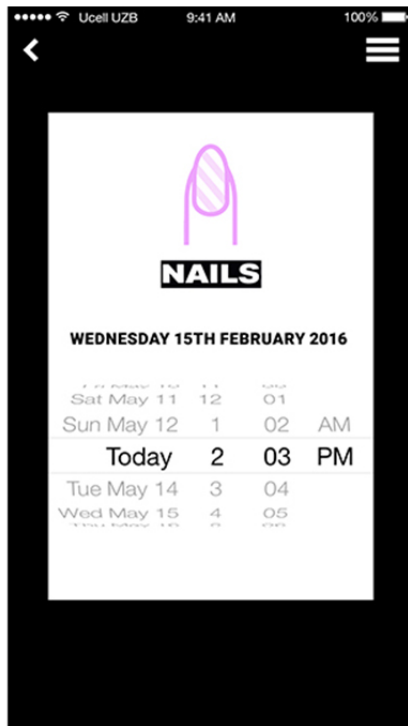 Ucell UZB 9:41 AM 100%
NAILS
WEDNESDAY 15TH FEBRUARY 2016
Sat May 11 12 01
Sun May 12 1 02 AM
Today 2 03 PM
Tue May 14 3 04
Wed May 15 4 05